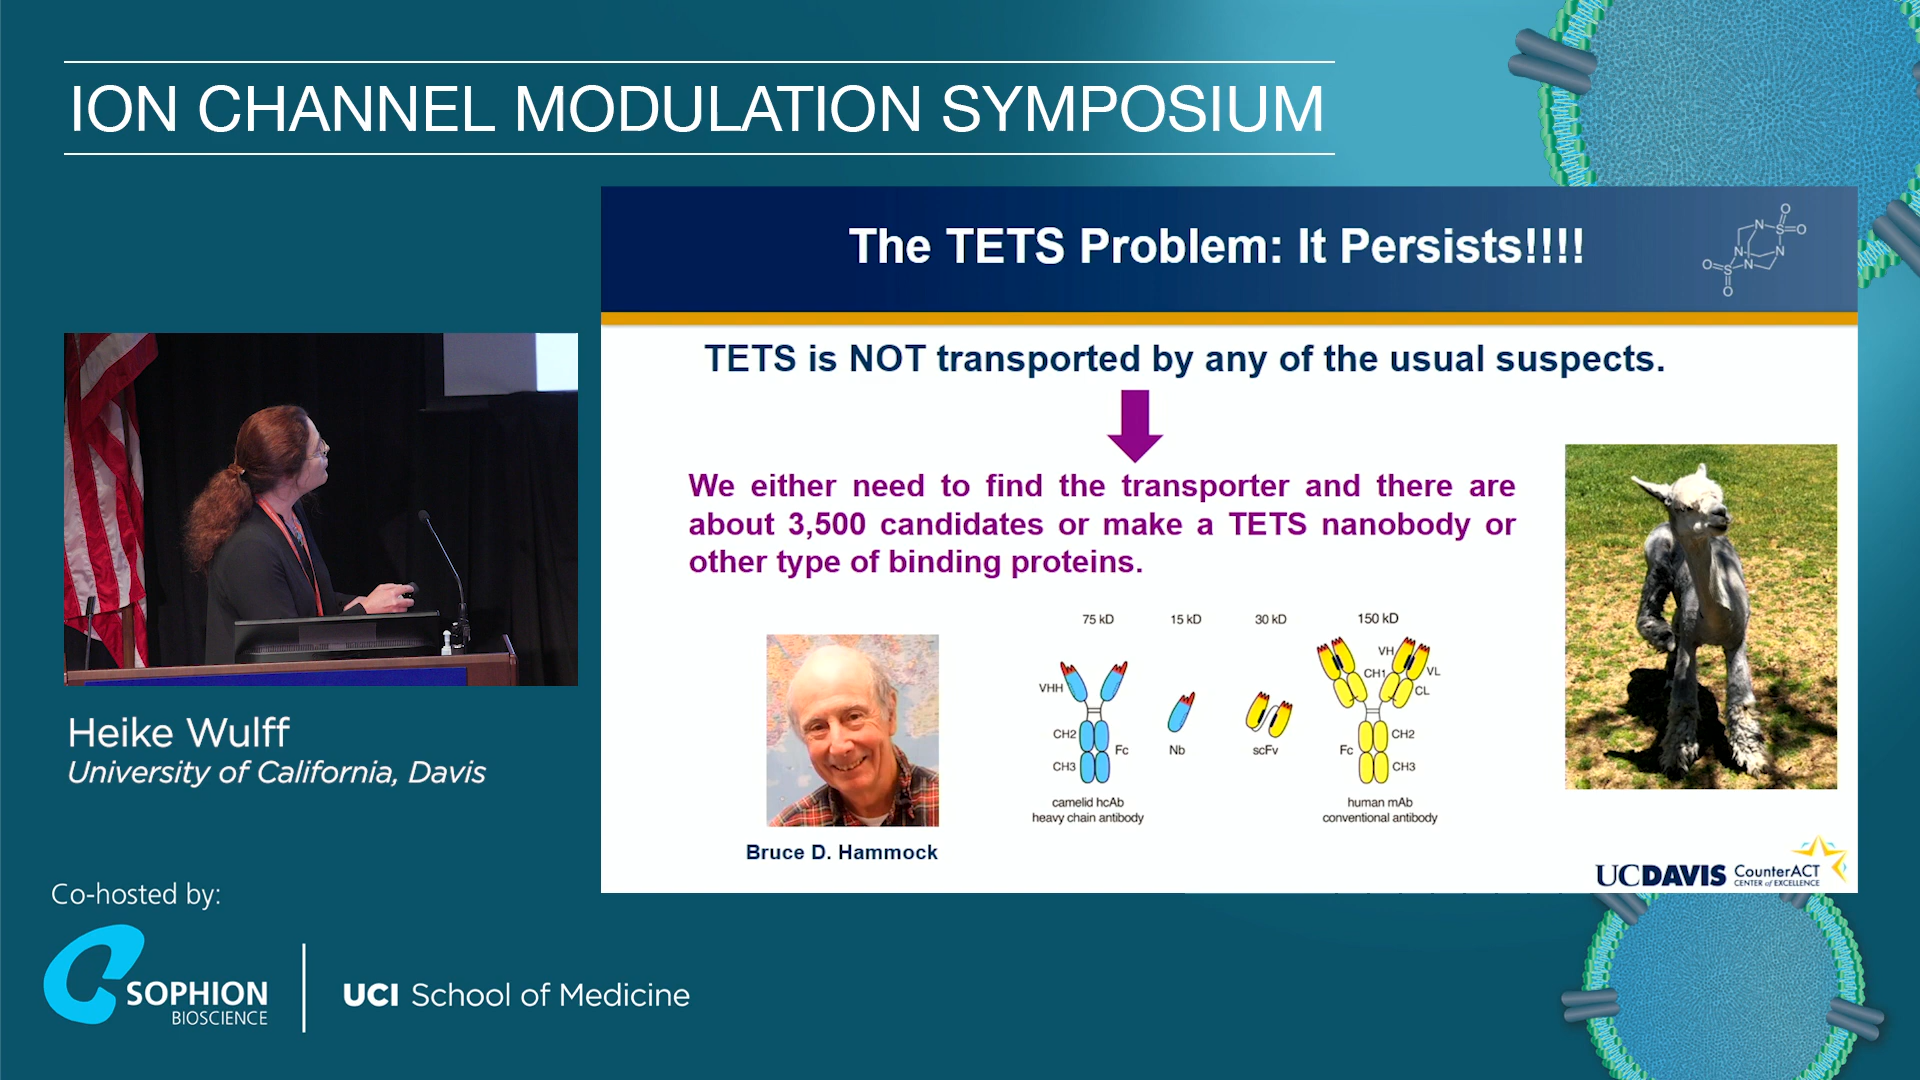 ION CHANNEL MODULATION SYMPOSIUM
The TETS Problem: It Persists!!!!
O
N
S=O
N
N
O=S
N
O
TETS is NOT transported by any of the usual suspects.
We either need to find the transporter and there are
about 3,500 candidates or make a TETS nanobody or
other type of binding proteins.
75 kD
15 kD
30 kD
150 kD
VHH
CH2
Fc
CH3
Nb
scFv
VH
CH1
VL
CL
CH2
Fc
CH3
camelid hcAb
heavy chain antibody
human mAb
conventional antibody
Bruce D. Hammock
UCDAVIS
CounterACT
CENTER of EXCELLENCE
Heike Wulff
University of California, Davis
Co-hosted by:
SOPHION
BIOSCIENCE
UCI School of Medicine